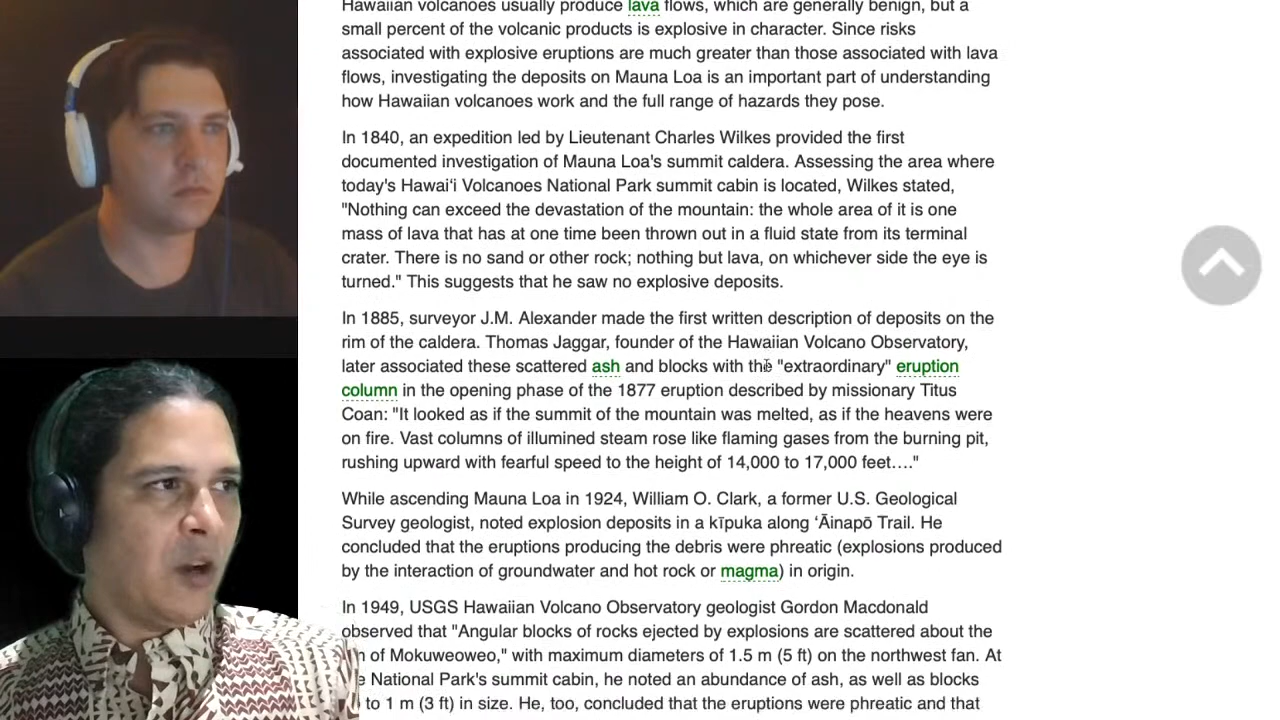 Hawaiian volcanoes usually produce lava flows, which are generally benign, but a
small percent of the volcanic products is explosive in character. Since risks
associated with explosive eruptions are much greater than those associated with lava
flows, investigating the deposits on Mauna Loa is an important part of understanding
how Hawaiian volcanoes work and the full range of hazards they pose.
In 1840, an expedition led by Lieutenant Charles Wilkes provided the first
documented investigation of Mauna Loa's summit caldera. Assessing the area where
today's Hawaiʻi Volcanoes National Park summit cabin is located, Wilkes stated,
"Nothing can exceed the devastation of the mountain: the whole area of it is one
mass of lava that has at one time been thrown out in a fluid state from its terminal
crater. There is no sand or other rock; nothing but lava, on whichever side the eye is
turned." This suggests that he saw no explosive deposits.
In 1885, surveyor J.M. Alexander made the first written description of deposits on the
rim of the caldera. Thomas Jaggar, founder of the Hawaiian Volcano Observatory,
later associated these scattered ash and blocks with the "extraordinary" eruption
column in the opening phase of the 1877 eruption described by missionary Titus
Coan: "It looked as if the summit of the mountain was melted, as if the heavens were
on fire. Vast columns of illumined steam rose like flaming gases from the burning pit,
rushing upward with fearful speed to the height of 14,000 to 17,000 feet…."
While ascending Mauna Loa in 1924, William O. Clark, a former U.S. Geological
Survey geologist, noted explosion deposits in a kīpuka along ʻĀinapō Trail. He
concluded that the eruptions producing the debris were phreatic (explosions produced
by the interaction of groundwater and hot rock or magma) in origin.
In 1949, USGS Hawaiian Volcano Observatory geologist Gordon Macdonald
observed that "Angular blocks of rocks ejected by explosions are scattered about the
of Mokuweoweo," with maximum diameters of 1.5 m (5 ft) on the northwest fan. At
National Park's summit cabin, he noted an abundance of ash, as well as blocks
to 1 m (3 ft) in size. He, too, concluded that the eruptions were phreatic and that